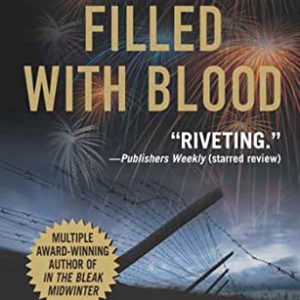 FILLED
WITH BLOOD
“RIVETING.”
—Publishers Weekly (starred review)
MULTIPLE
AWARD-WINNING
AUTHOR OF
IN THE BLEAK
MIDWINTER